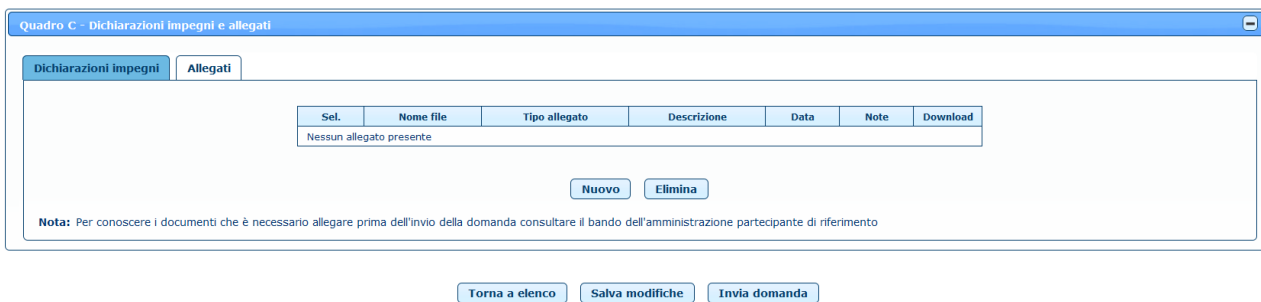 Quadro C - Dichiarazioni impegni e allegati
Dichiarazioni impegni Allegati
Sel. Nome file Tipo allegato Descrizione Data Note Download
Nessun allegato presente
Nuovo Elimina
Nota: Per conoscere i documenti che è necessario allegare prima dell'invio della domanda consultare il bando dell'amministrazione partecipante di riferimento
Torna a elenco Salva modifiche Invia domanda